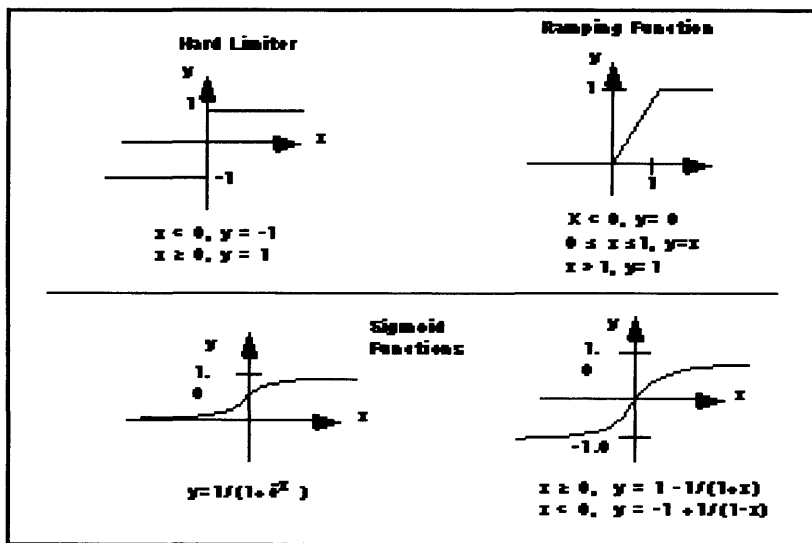 Hard Limiter
y
1
x
-1
x < 0, y = -1
x ≥ 0, y = 1
Ramping Function
y
1
1
X < 0, y= 0
0 ≤ x ≤1, y=x
x > 1, y= 1
Sigmoid
Functions
y
1.
0
x
y=1/(1+ e-x )
y
1.
0
x
-1.0
x ≥ 0, y = 1 -1/(1+x)
x < 0, y = -1 +1/(1-x)